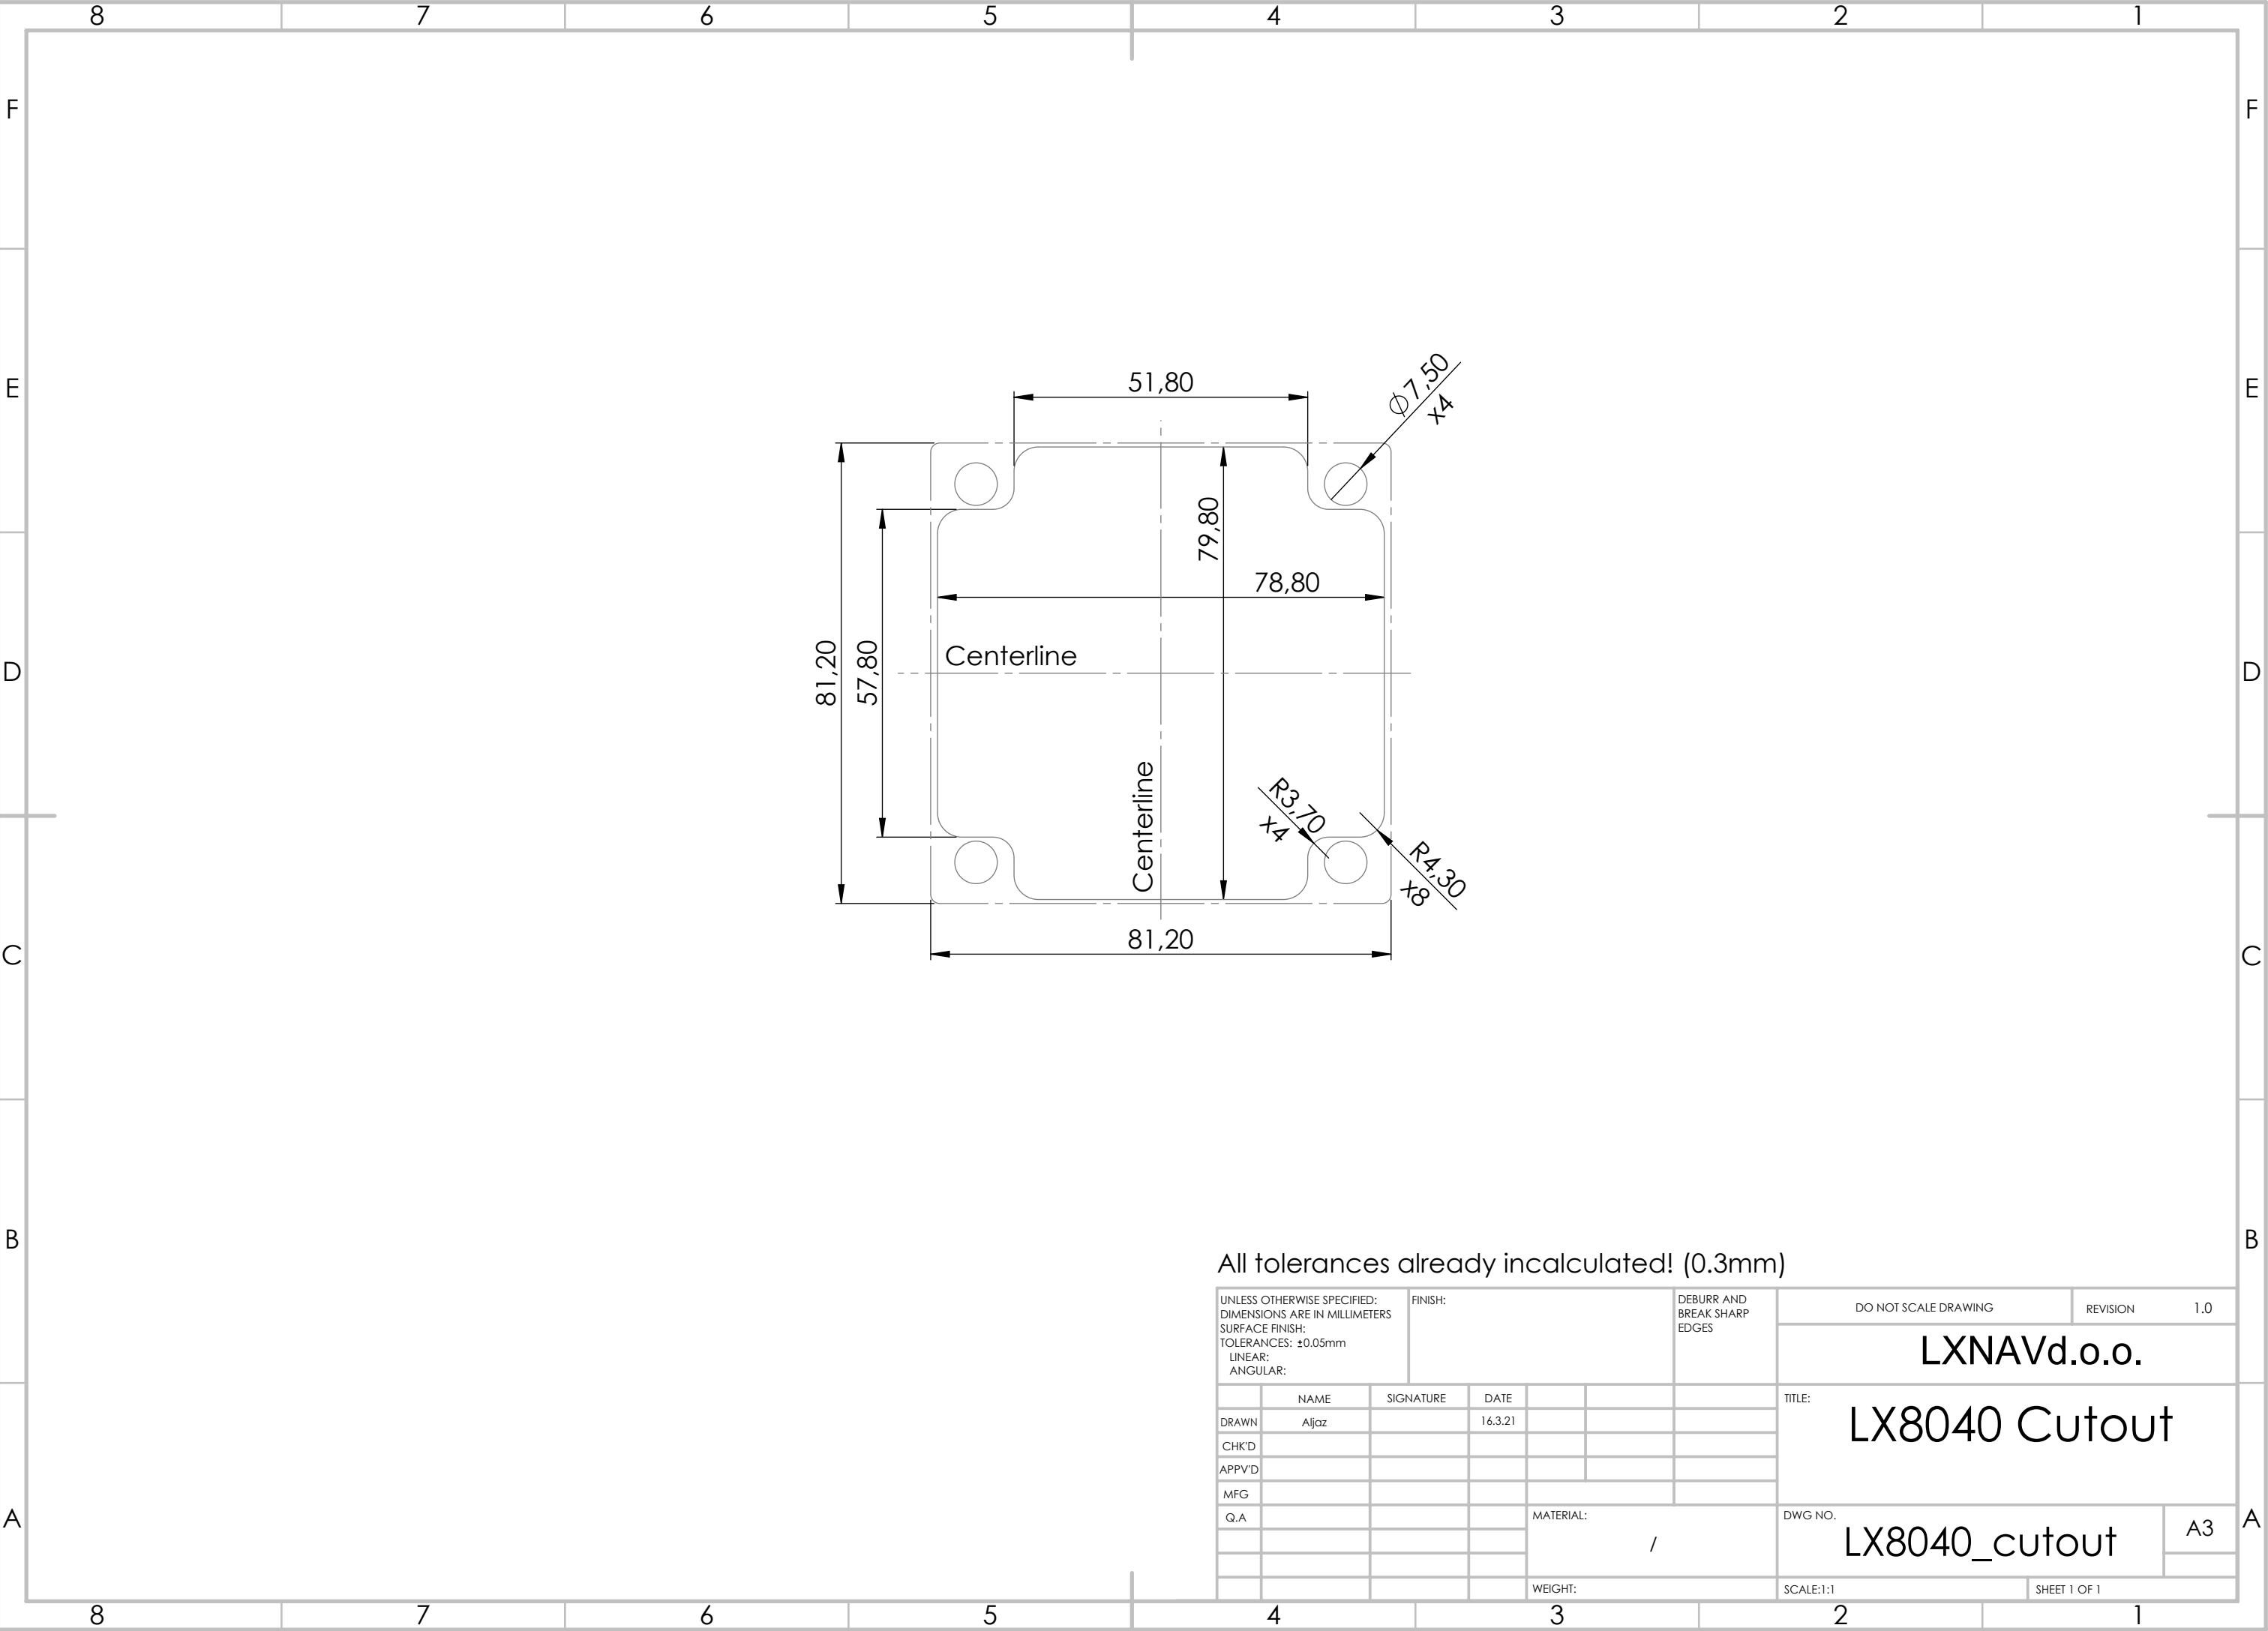 8 7 6 5 4 3 2 1
F F
E E
D D
C C
B B
A A
51,80
⌀7,50
x4
79,80
78,80
81,20
57,80
Centerline
Centerline
R3,70
x4
R4,30
x8
81,20
All tolerances already incalculated! (0.3mm)
UNLESS OTHERWISE SPECIFIED:
DIMENSIONS ARE IN MILLIMETERS
SURFACE FINISH:
TOLERANCES: ±0.05mm
LINEAR:
ANGULAR:
FINISH:
DEBURR AND
BREAK SHARP
EDGES
DO NOT SCALE DRAWING
REVISION 1.0
LXNAVd.o.o.
NAME SIGNATURE DATE
DRAWN Aljaz 16.3.21
CHK'D
APPV'D
MFG
Q.A
TITLE:
LX8040 Cutout
MATERIAL:
/
DWG NO.
LX8040_cutout
A3
WEIGHT:
SCALE:1:1
SHEET 1 OF 1
8 7 6 5 4 3 2 1